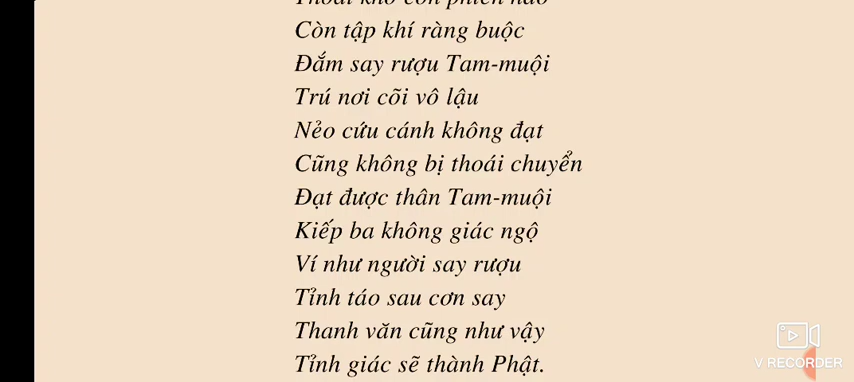 Còn tập khí ràng buộc
Đắm say rượu Tam-muội
Trú nơi cõi vô lậu
Nẻo cứu cánh không đạt
Cũng không bị thoái chuyển
Đạt được thân Tam-muội
Kiếp ba không giác ngộ
Ví như người say rượu
Tỉnh táo sau cơn say
Thanh văn cũng như vậy
Tỉnh giác sẽ thành Phật.
V RECORDER